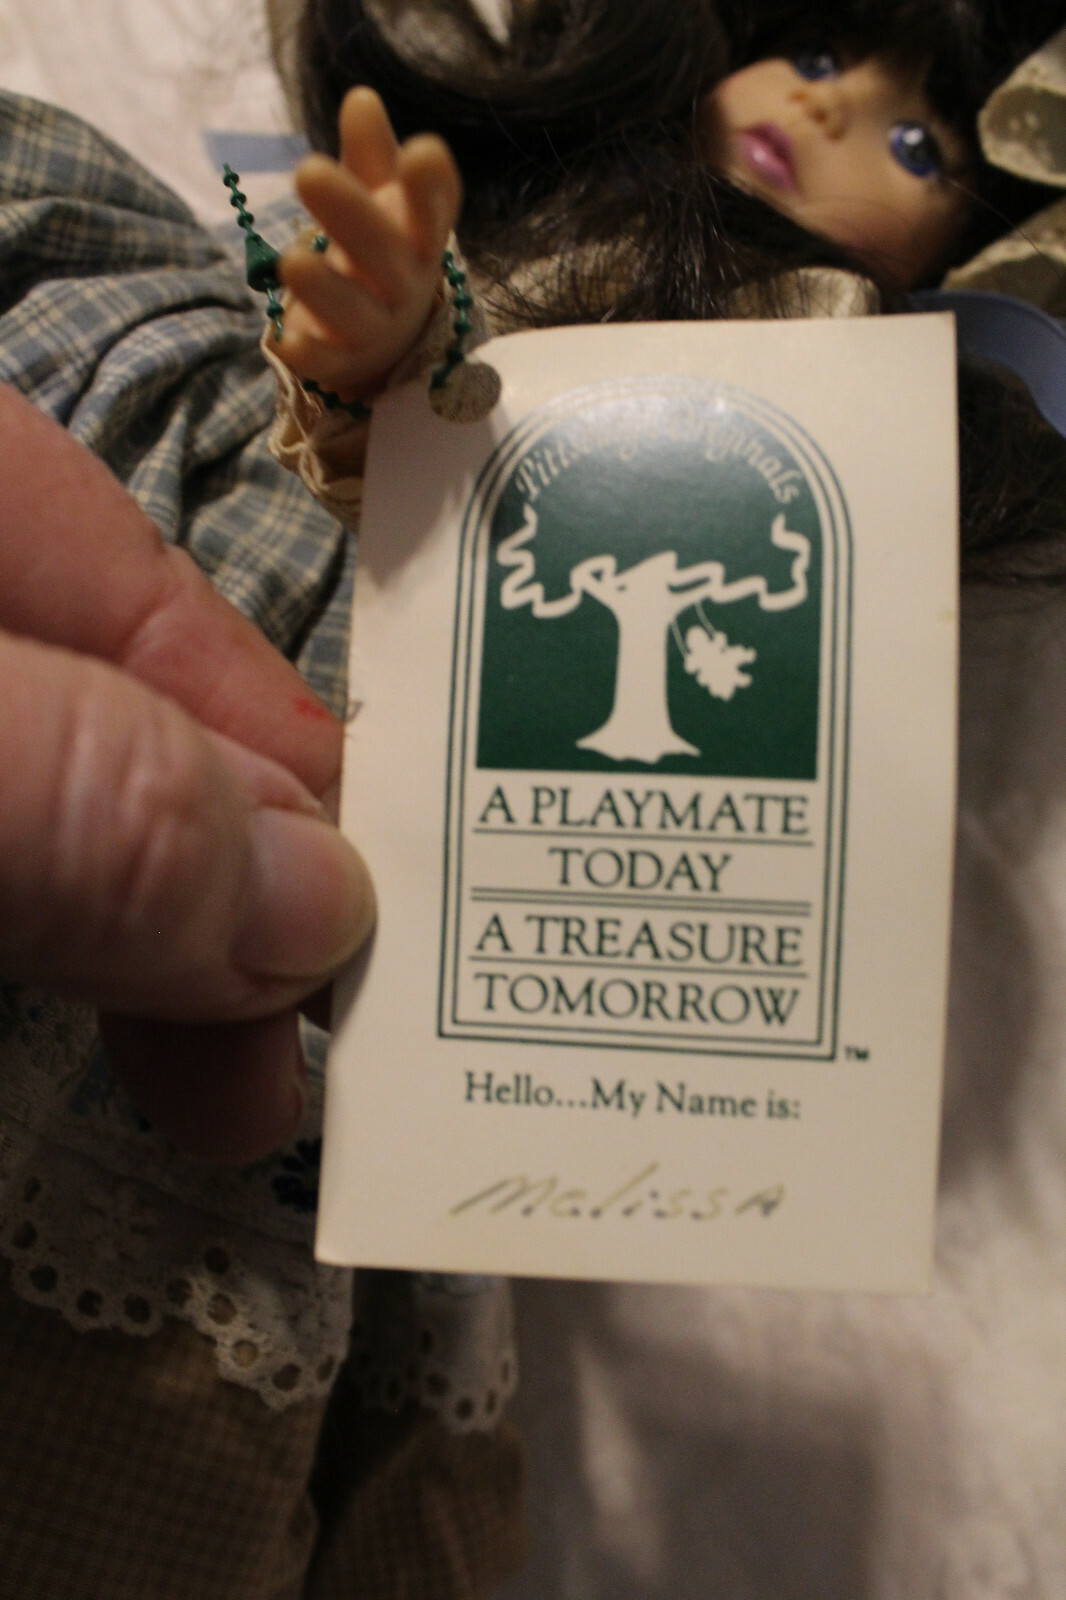 Pittsburgh Originals
A PLAYMATE
TODAY
A TREASURE
TOMORROW
TM
Hello...My Name is:
MelissA